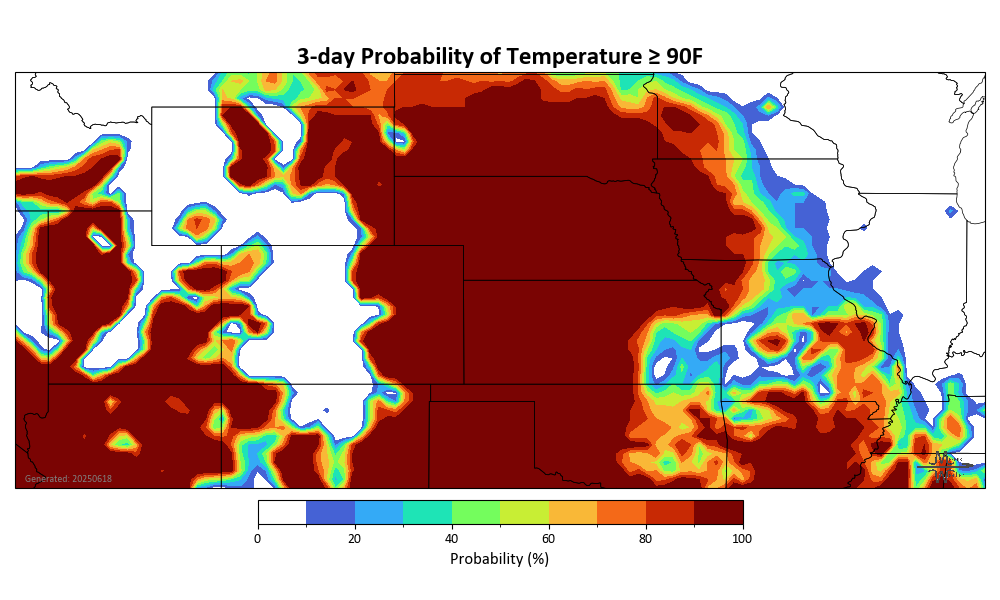 3-day Probability of Temperature ≥ 90F
Generated: 20250618
0 20 40 60 80 100
Probability (%)